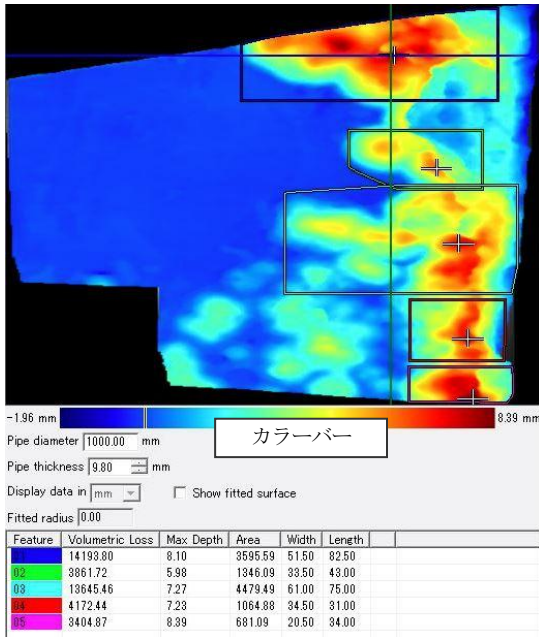 -1.96 mm
8.39 mm
カラーバー
Pipe diameter 1000.00 mm
Pipe thickness 9.80 mm
Display data in mm
Show fitted surface
Fitted radius 0.00
Feature Volumetric Loss Max Depth Area Width Length
01 14193.80 8.10 3595.59 51.50 82.50
02 3861.72 5.98 1346.09 33.50 43.00
03 13645.46 7.27 4479.49 61.00 75.00
04 4172.44 7.23 1064.88 34.50 31.00
05 3404.87 8.39 681.09 20.50 34.00